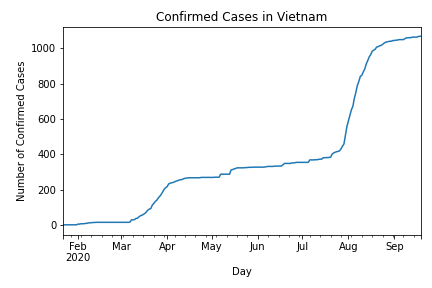 Confirmed Cases in Vietnam
Number of Confirmed Cases
1000
800
600
400
200
0
Feb Mar Apr May Jun Jul Aug Sep
2020
Day